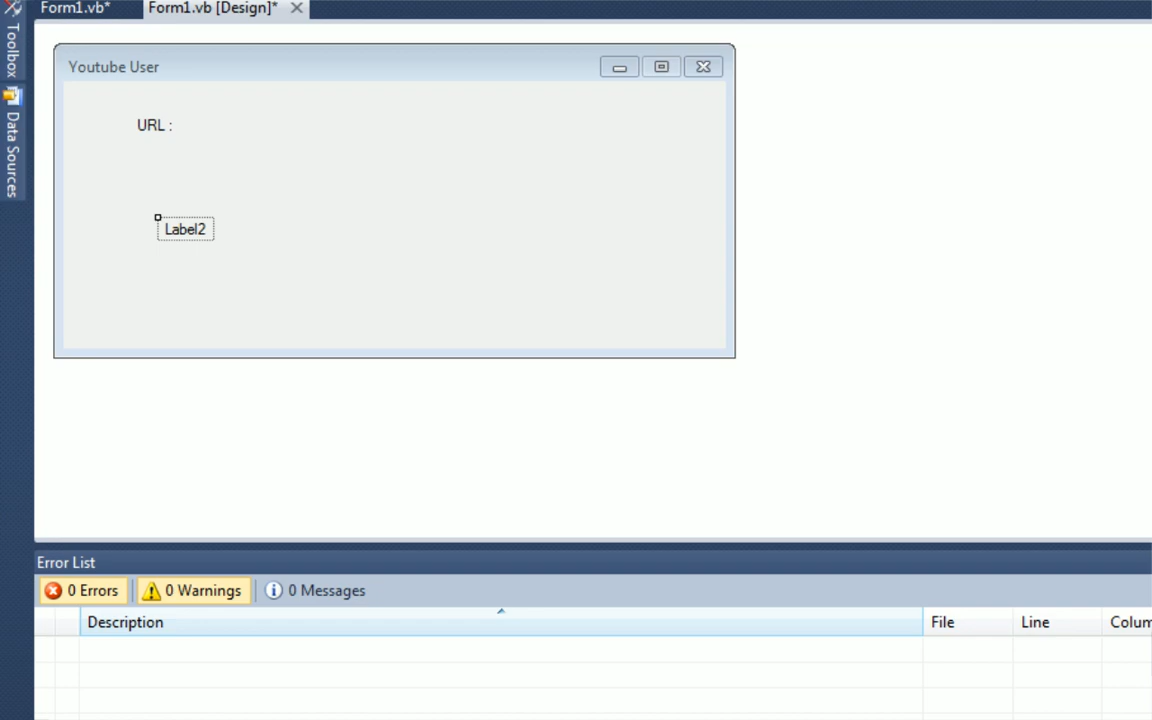 Form1.vb*
Form1.vb [Design]*
Toolbox
Data Sources
Youtube User
URL :
Label2
Error List
0 Errors
0 Warnings
0 Messages
Description
File
Line
Colum